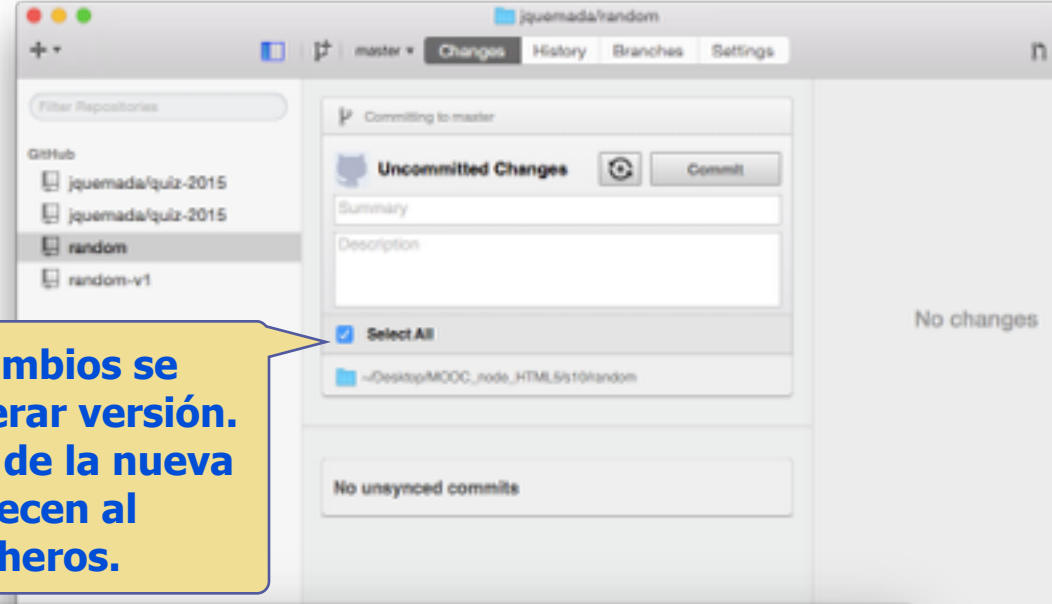 jquemada/random
master Changes History Branches Settings
Filter Repositories
GitHub
jquemada/quiz-2015
jquemada/quiz-2015
random
random-v1
Committing to master
Uncommitted Changes Commit
Summary
Description
Select All
~/Desktop/MOOC_node_HTML5/s10/random
No unsynced commits
No changes
mbios se
erar versión.
de la nueva
ecen al
heros.